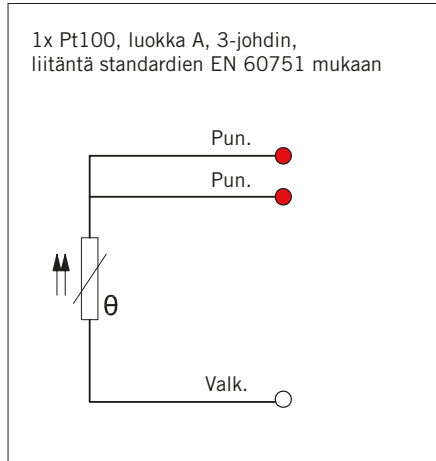 1x Pt100, luokka A, 3-johdin,
liitäntä standardien EN 60751 mukaan
Pun.
Pun.
θ
Valk.